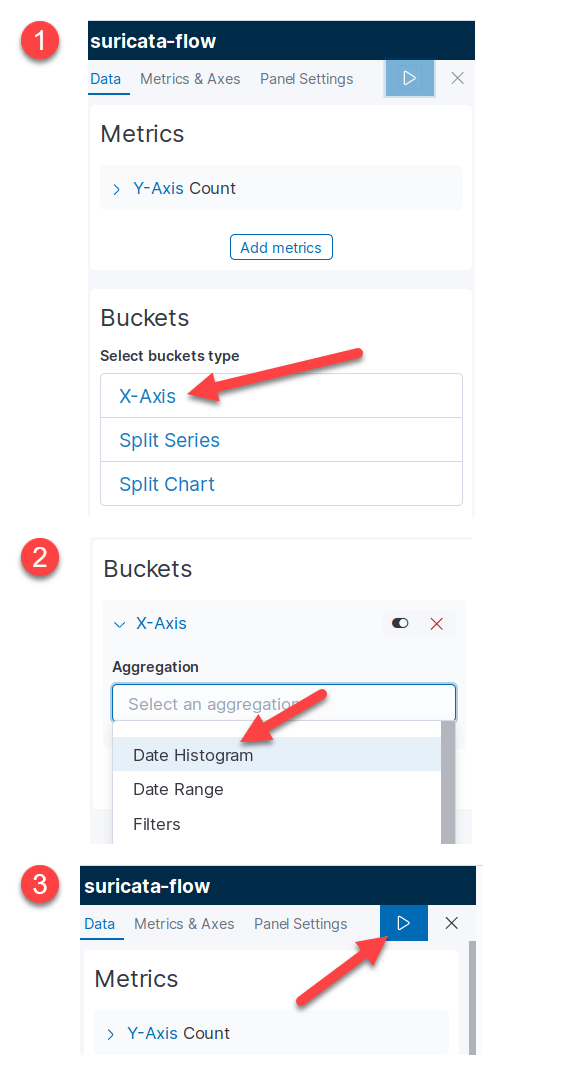 1
suricata-flow
Data Metrics & Axes Panel Settings
Metrics
Y-Axis Count
Add metrics
Buckets
Select buckets type
X-Axis
Split Series
Split Chart
2
Buckets
X-Axis
Aggregation
Select an aggregation
Date Histogram
Date Range
Filters
3
suricata-flow
Data Metrics & Axes Panel Settings
Metrics
Y-Axis Count